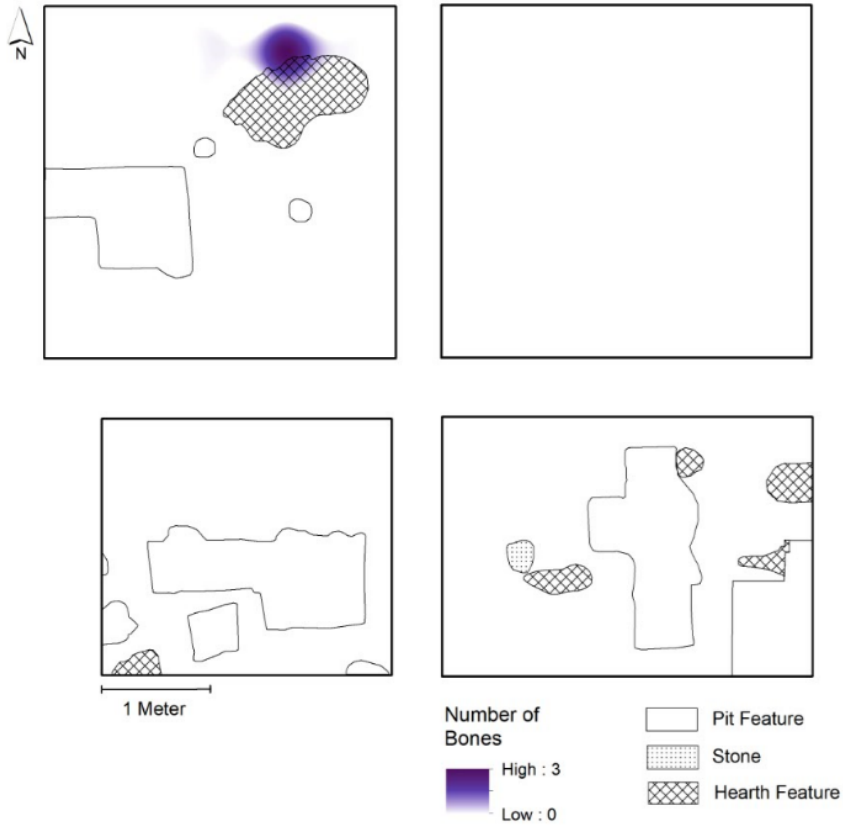 N
1 Meter
Number of
Bones
High : 3
Low : 0
Pit Feature
Stone
Hearth Feature